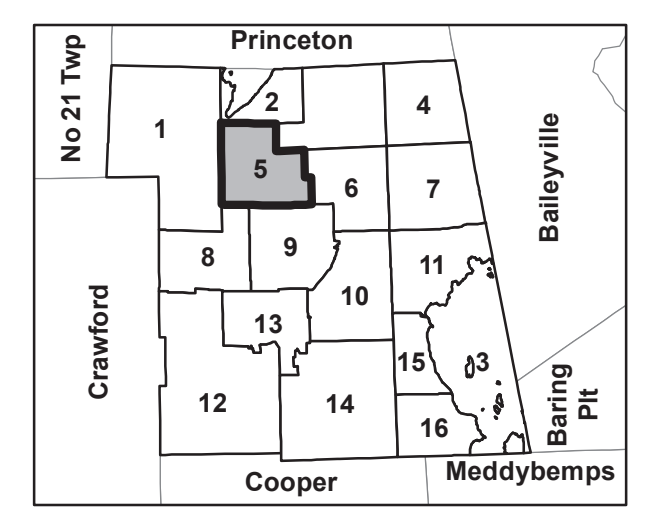 Princeton
No 21 Twp
2
4
1
5
6
7
Baileyville
8
9
11
10
Crawford
13
15
3
12
14
16
Baring
Plt
Cooper
Meddybemps